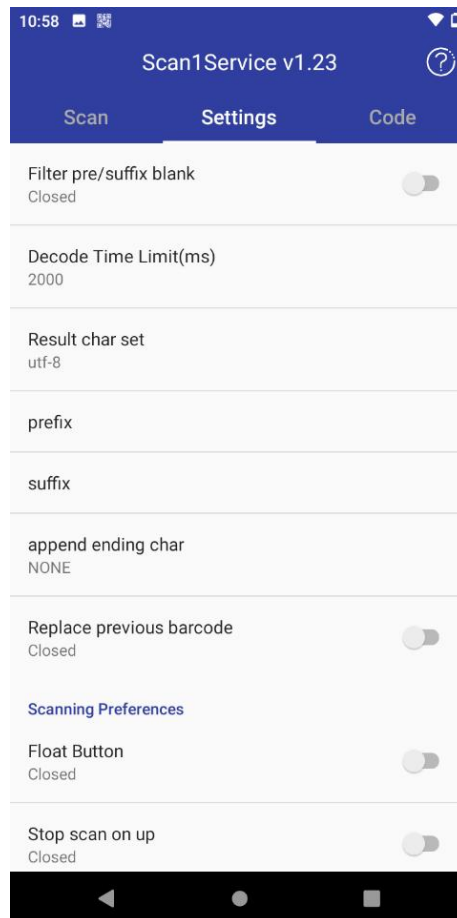 10:58
Scan1Service v1.23
Scan Settings Code
Filter pre/suffix blank
Closed
Decode Time Limit(ms)
2000
Result char set
utf-8
prefix
suffix
append ending char
NONE
Replace previous barcode
Closed
Scanning Preferences
Float Button
Closed
Stop scan on up
Closed